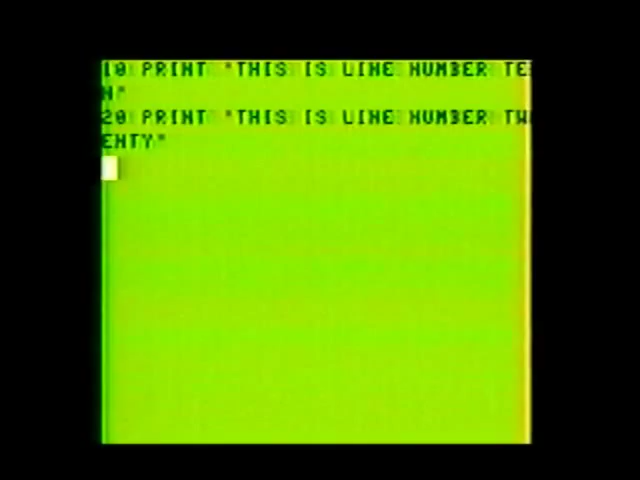 10 PRINT "THIS IS LINE NUMBER TE
N"
20 PRINT "THIS IS LINE NUMBER TW
ENTY"